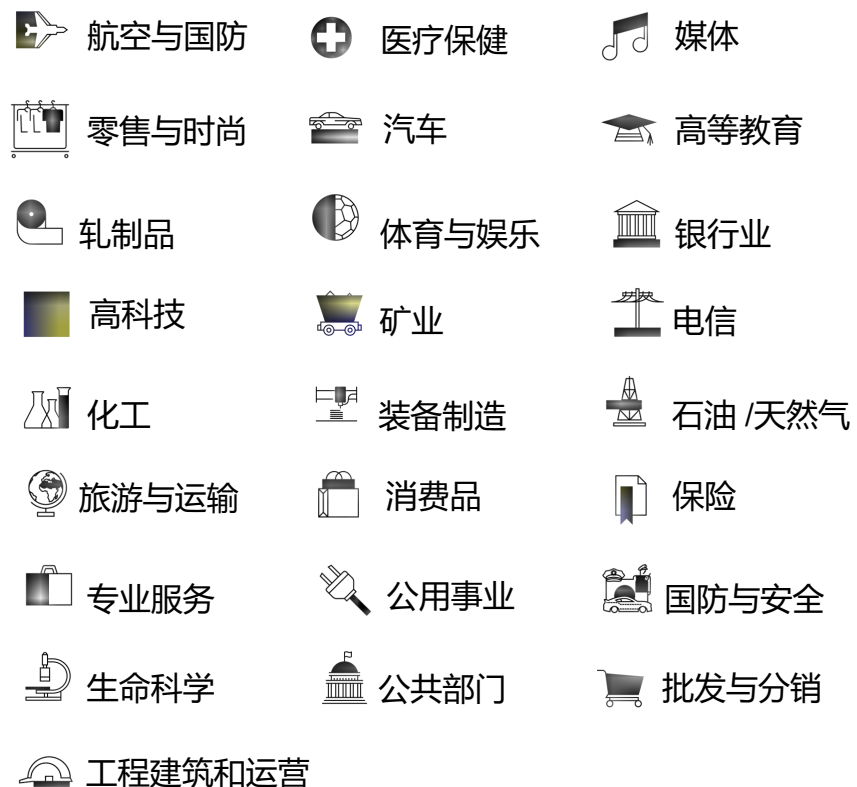 航空与国防
医疗保健
媒体
零售与时尚
汽车
高等教育
轧制品
体育与娱乐
银行业
高科技
矿业
电信
化工
装备制造
石油 /天然气
旅游与运输
消费品
保险
专业服务
公用事业
国防与安全
生命科学
公共部门
批发与分销
工程建筑和运营